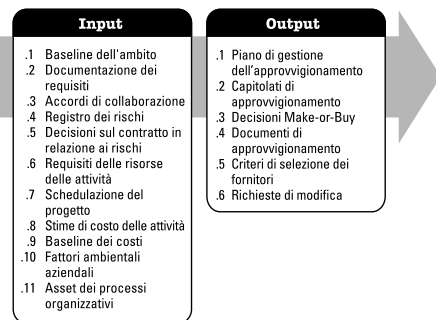 Input
.1 Baseline dell'ambito
.2 Documentazione dei
requisiti
.3 Accordi di collaborazione
.4 Registro dei rischi
.5 Decisioni sul contratto in
relazione ai rischi
.6 Requisiti delle risorse
delle attività
.7 Schedulazione del
progetto
.8 Stime di costo delle attività
.9 Baseline dei costi
.10 Fattori ambientali
aziendali
.11 Asset dei processi
organizzativi
Output
.1 Piano di gestione
dell'approvvigionamento
.2 Capitolati di
approvvigionamento
.3 Decisioni Make-or-Buy
.4 Documenti di
approvvigionamento
.5 Criteri di selezione dei
fornitori
.6 Richieste di modifica